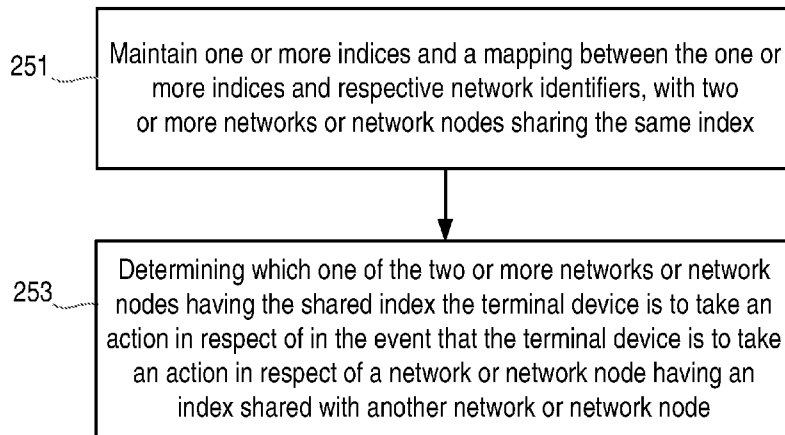 251
Maintain one or more indices and a mapping between the one or
more indices and respective network identifiers, with two
or more networks or network nodes sharing the same index
253
Determining which one of the two or more networks or network
nodes having the shared index the terminal device is to take an
action in respect of in the event that the terminal device is to take
an action in respect of a network or network node having an
index shared with another network or network node